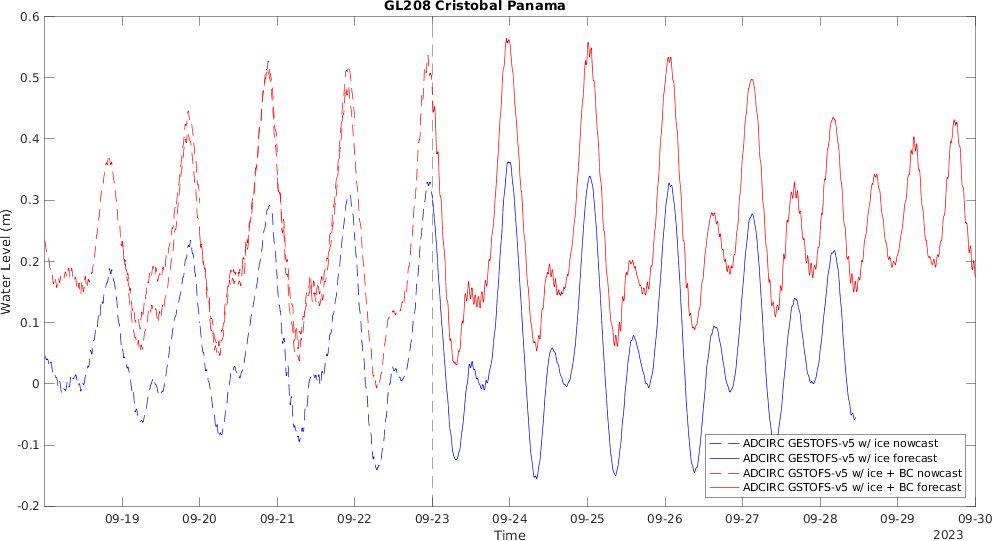 GL208 Cristobal Panama
0.6
0.5
0.4
0.3
0.2
0.1
0
-0.1
-0.2
Water Level (m)
09-19 09-20 09-21 09-22 09-23 09-24 09-25 09-26 09-27 09-28 09-29 09-30
Time
2023
ADCIRC GESTOFS-v5 w/ ice nowcast
ADCIRC GESTOFS-v5 w/ ice forecast
ADCIRC GSTOFS-v5 w/ ice + BC nowcast
ADCIRC GSTOFS-v5 w/ ice + BC forecast